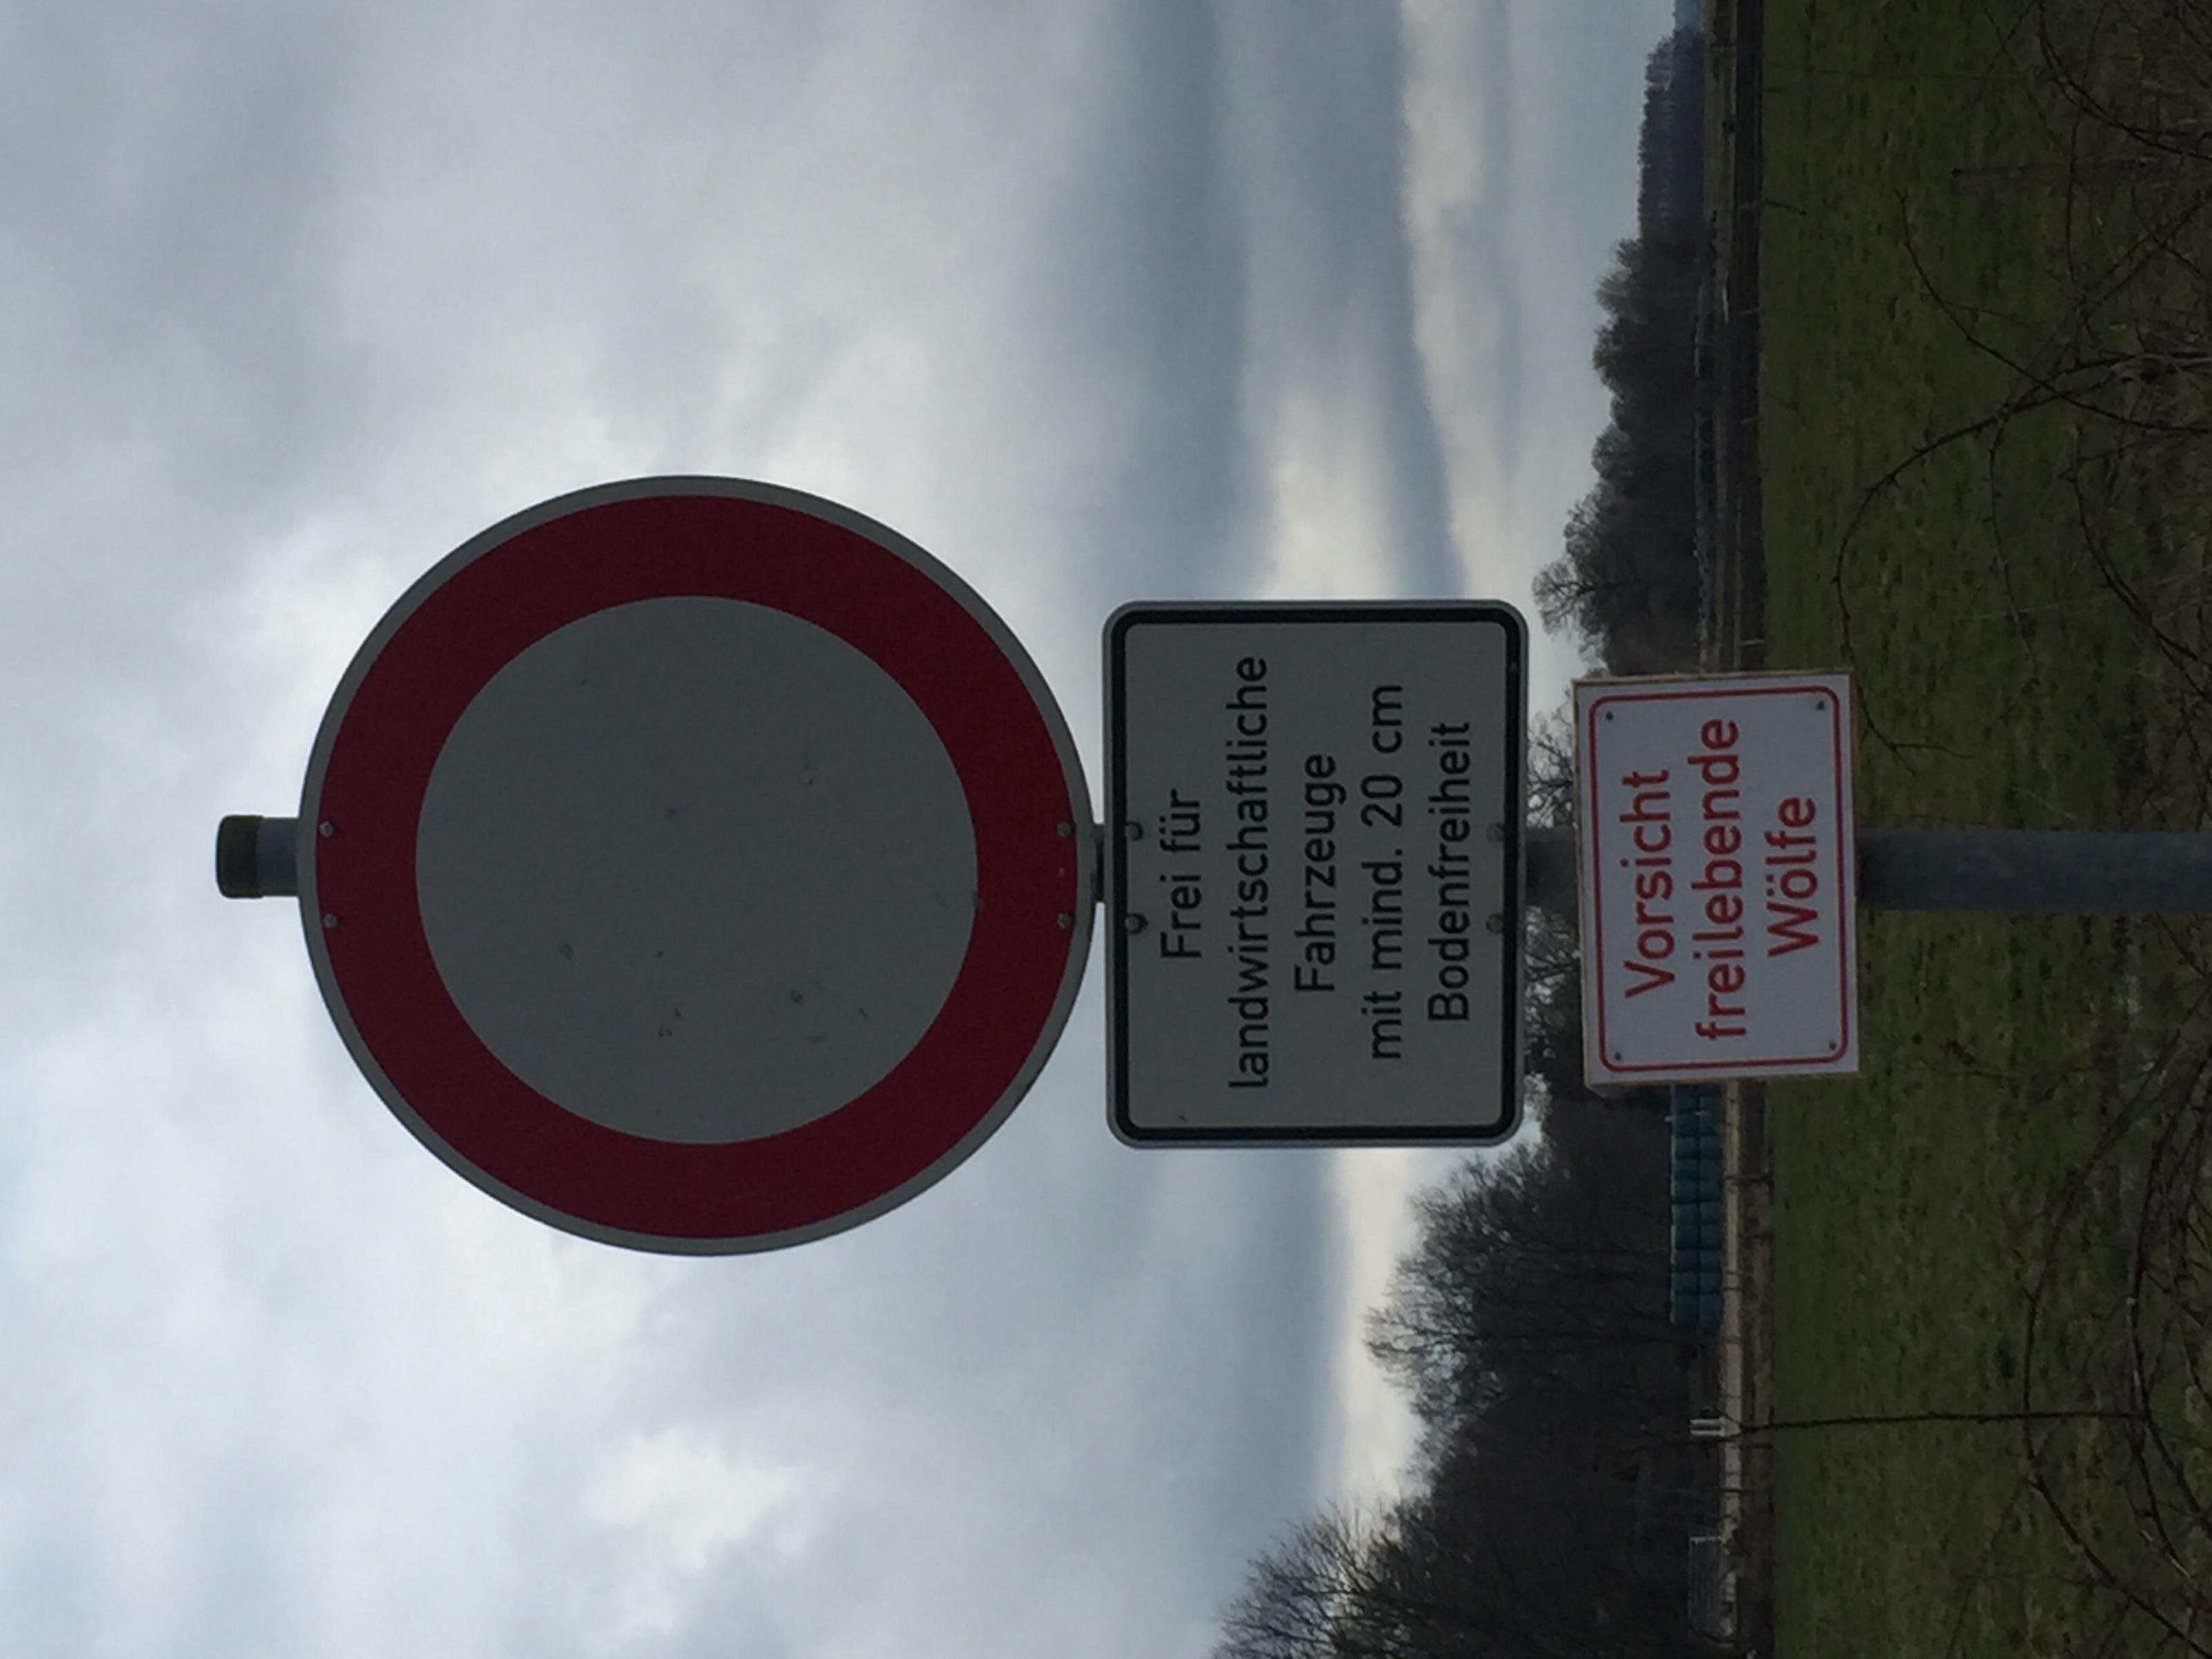 Frei für
landwirtschaftliche
Fahrzeuge
mit mind. 20 cm
Bodenfreiheit
Vorsicht
freilebende
Wölfe